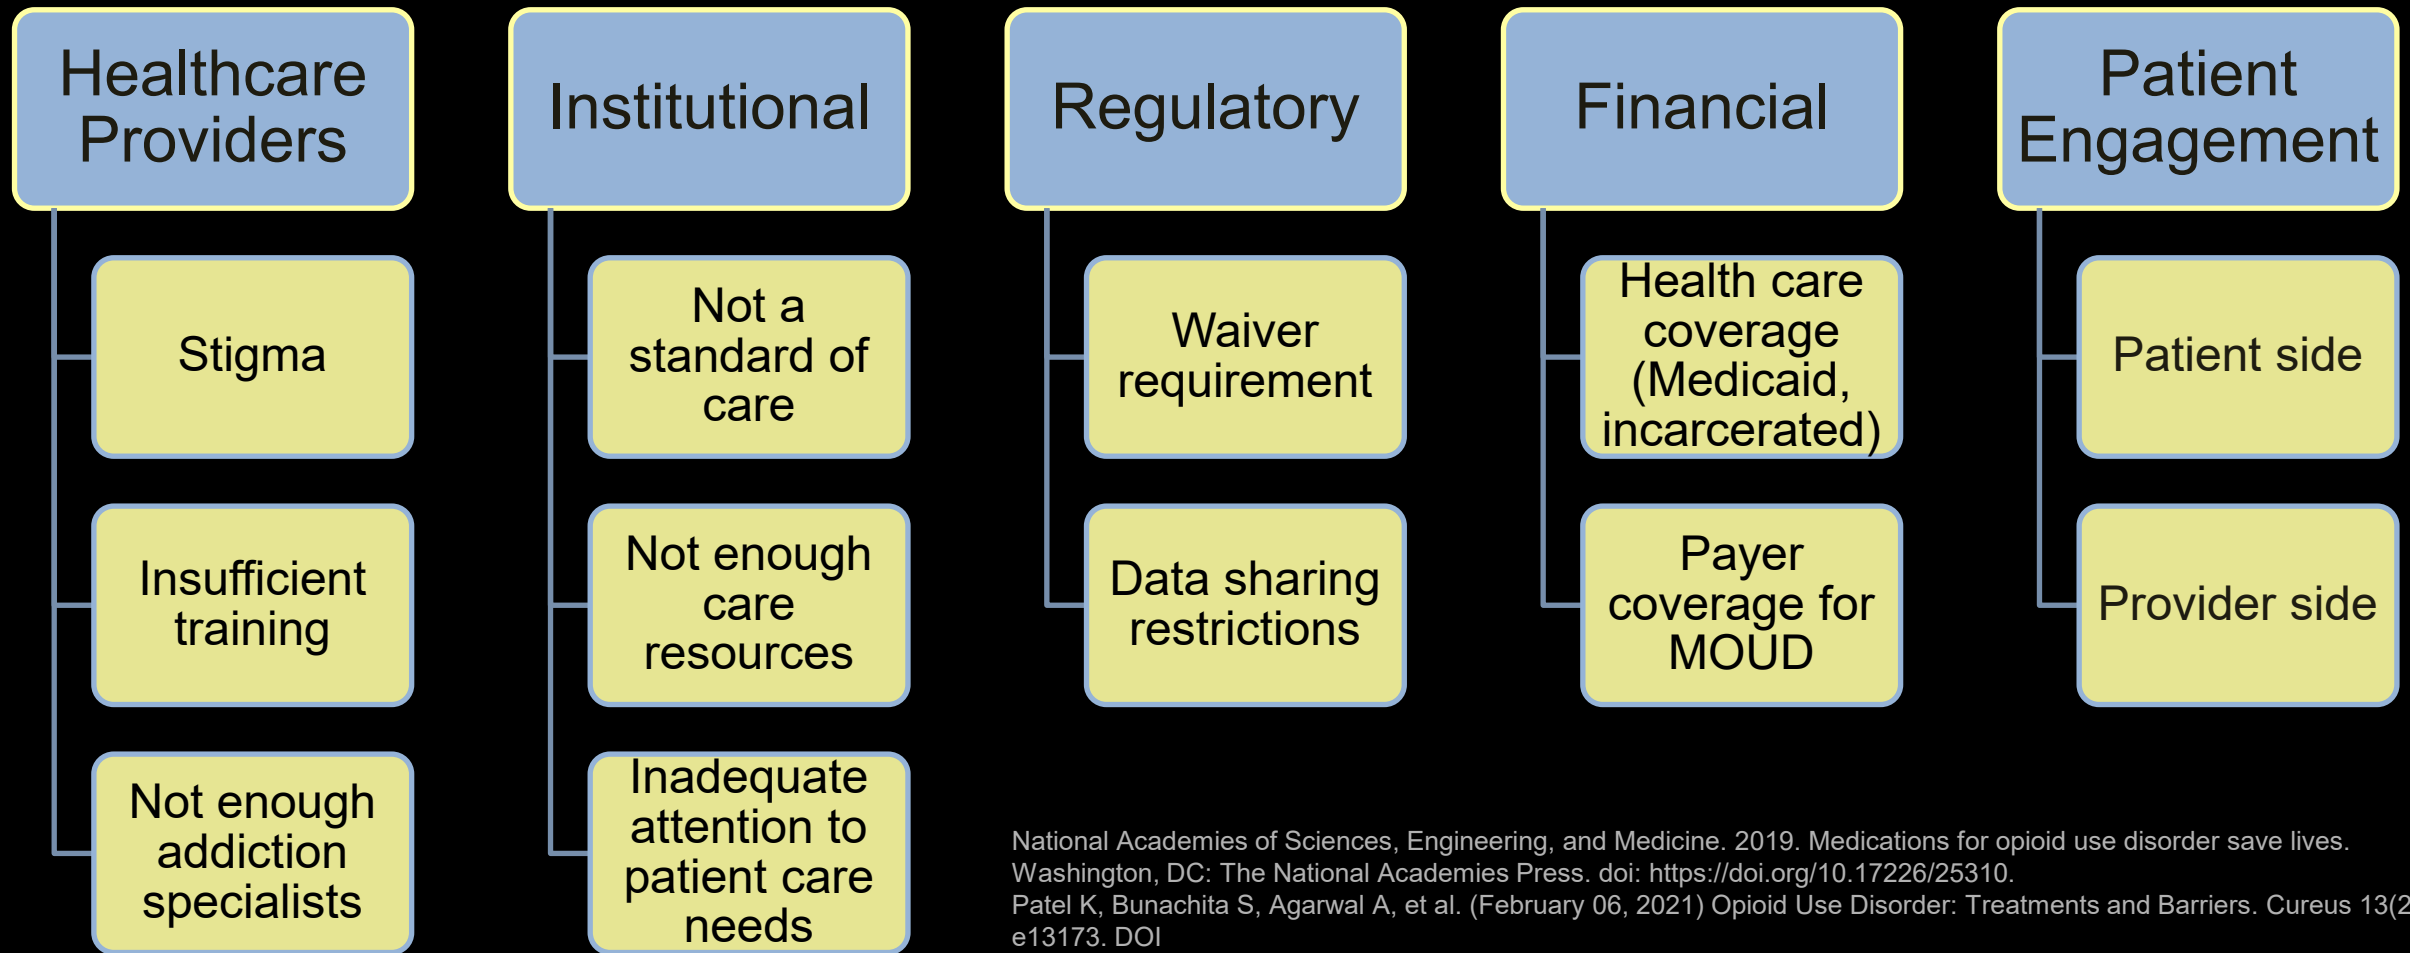 Healthcare
Providers
Stigma
Insufficient
training
Not enough
addiction
specialists
Institutional
Not a
standard of
care
Not enough
care
resources
Inadequate
attention to
patient care
needs
Regulatory
Waiver
requirement
Data sharing
restrictions
Financial
Health care
coverage
(Medicaid,
incarcerated)
Payer
coverage for
MOUD
Patient
Engagement
Patient side
Provider side
National Academies of Sciences, Engineering, and Medicine. 2019. Medications for opioid use disorder save lives.
Washington, DC: The National Academies Press. doi: https://doi.org/10.17226/25310.
Patel K, Bunachita S, Agarwal A, et al. (February 06, 2021) Opioid Use Disorder: Treatments and Barriers. Cureus 13(2
e13173. DOI